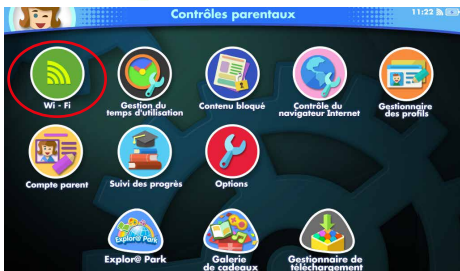 Contrôles parentaux
11:22
Wi - Fi
Gestion du
temps d'utilisation
Contenu bloqué
Contrôle du
navigateur Internet
Gestionnaire
des profils
Compte parent
Suivi des progrès
Options
Explor@ Park
Explor@ Park
Galerie
de cadeaux
Gestionnaire de
téléchargement